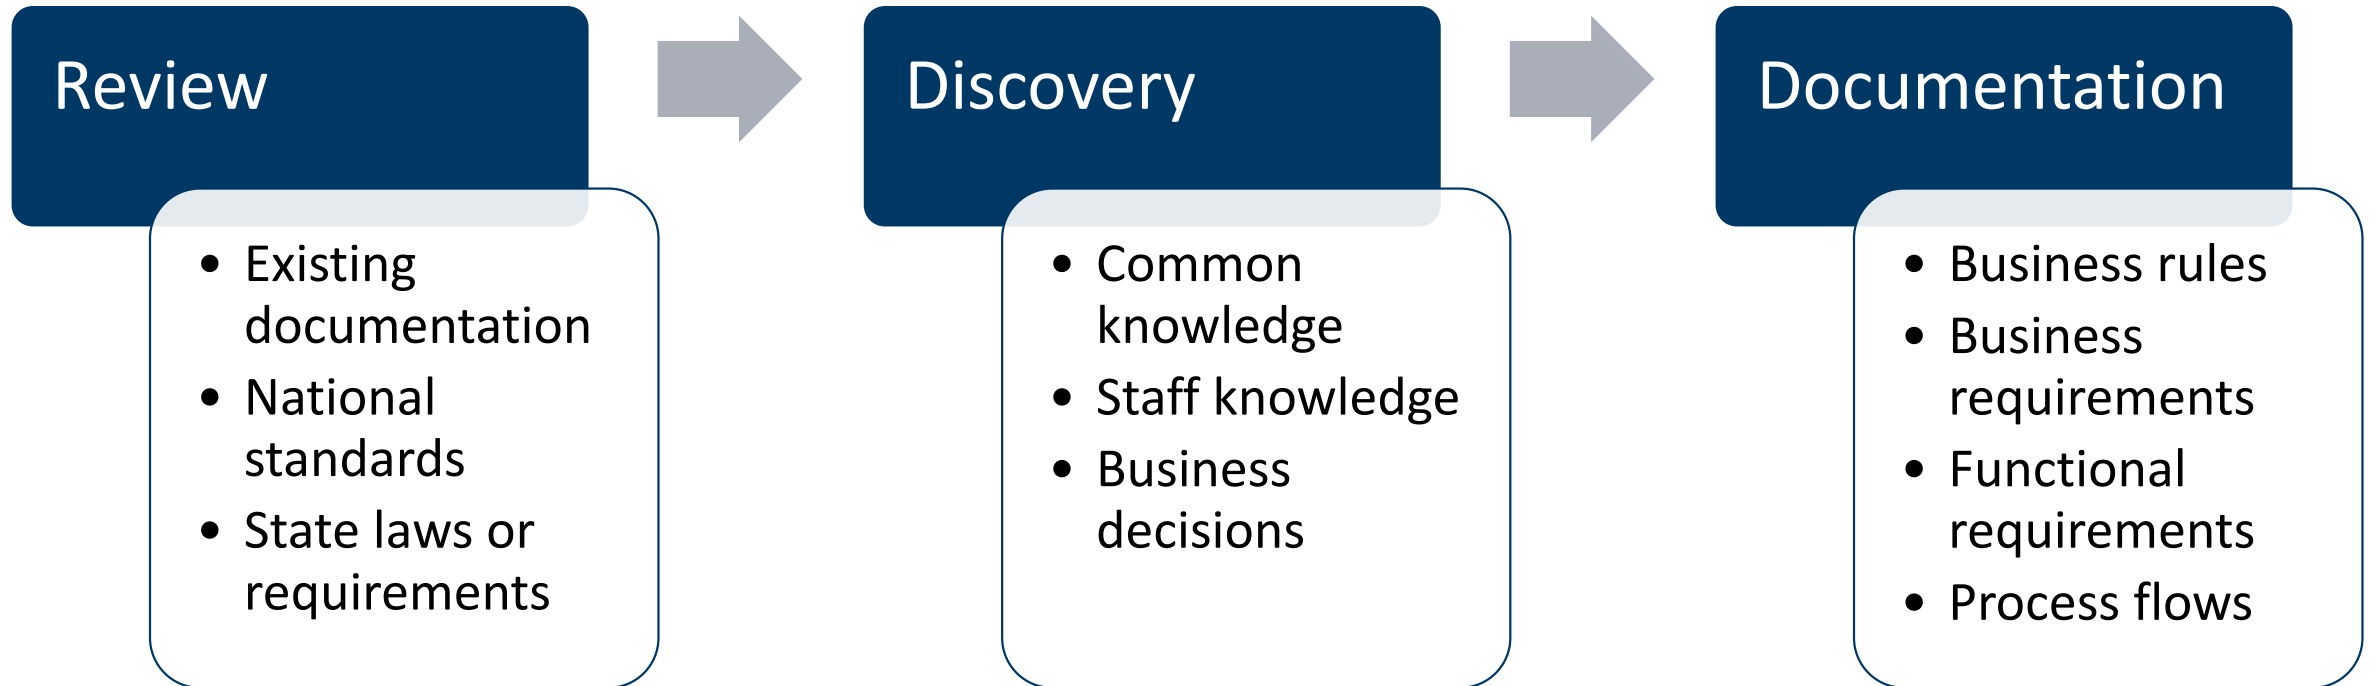 Review
• Existing
documentation
• National
standards
• State laws or
requirements
Discovery
• Common
knowledge
• Staff knowledge
• Business
decisions
Documentation
• Business rules
• Business
requirements
• Functional
requirements
• Process flows